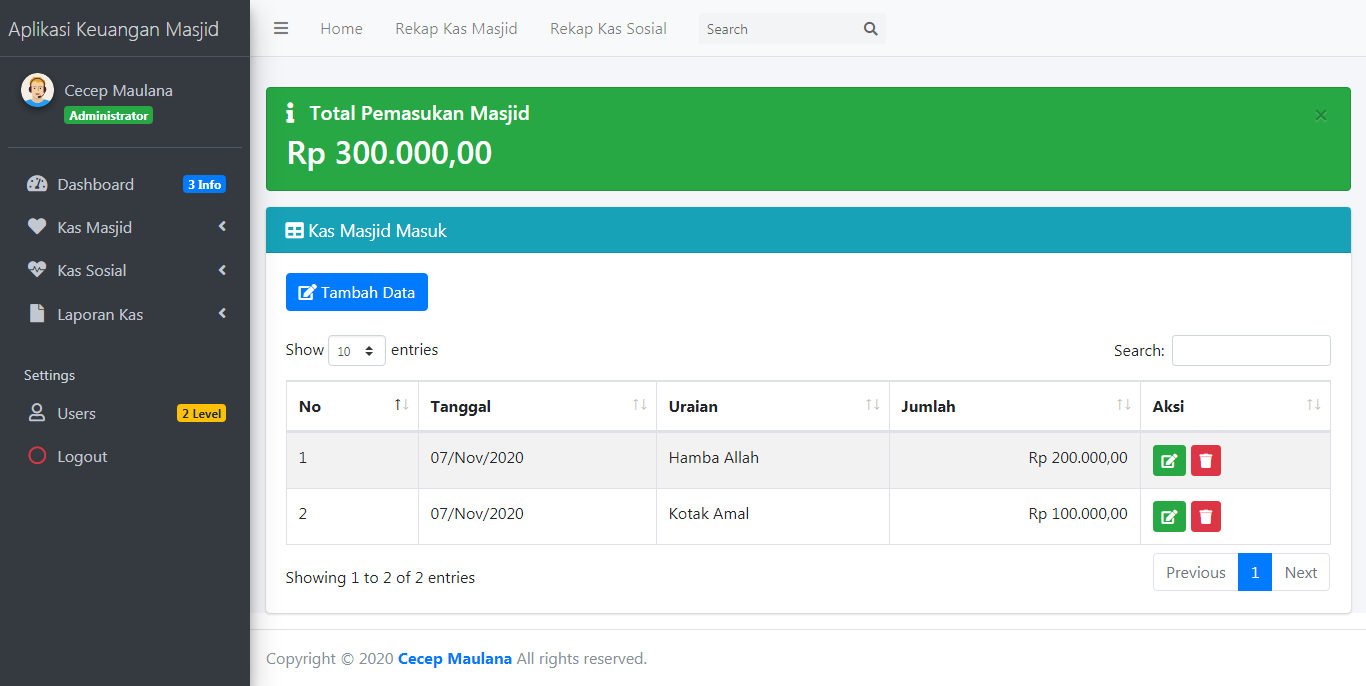 Aplikasi Keuangan Masjid
Home Rekap Kas Masjid Rekap Kas Sosial Search
Cecep Maulana
Administrator
Dashboard 3 Info
Kas Masjid
Kas Sosial
Laporan Kas
Settings
Users 2 Level
Logout
Total Pemasukan Masjid ×
Rp 300.000,00
Kas Masjid Masuk
Tambah Data
Show 10 entries Search:
No Tanggal Uraian Jumlah Aksi
1 07/Nov/2020 Hamba Allah Rp 200.000,00
2 07/Nov/2020 Kotak Amal Rp 100.000,00
Showing 1 to 2 of 2 entries Previous 1 Next
Copyright © 2020 Cecep Maulana All rights reserved.